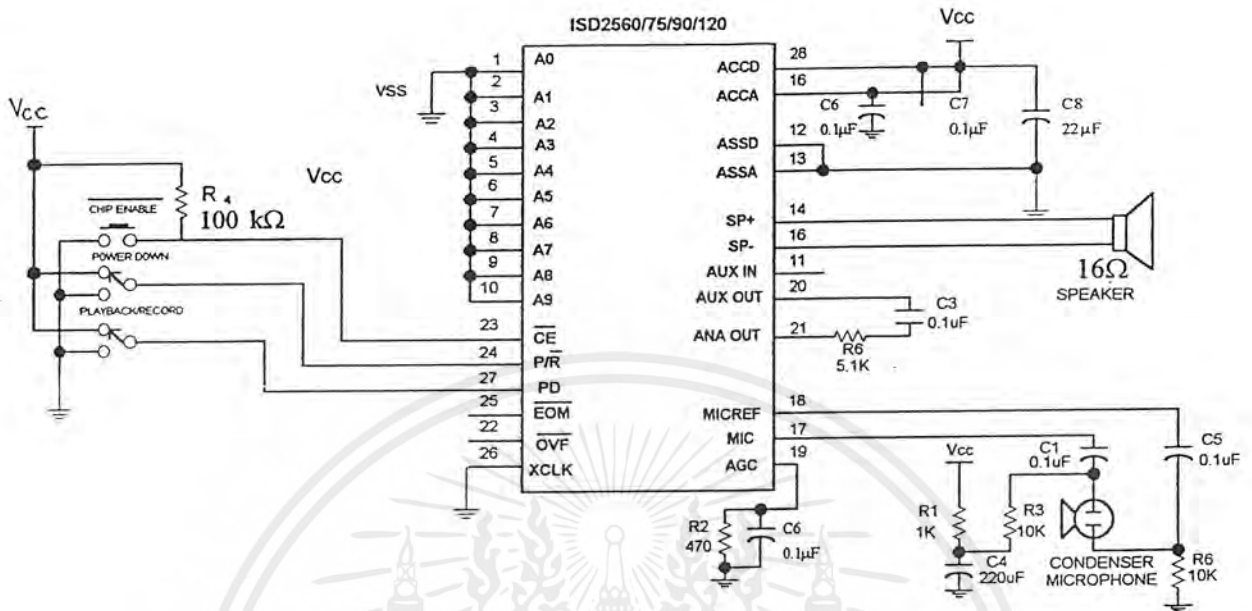 ISD2560/75/90/120
Vcc
VSS
Vcc
R4
100 kΩ
Vcc
CHIP ENABLE
POWER DOWN
PLAYBACK/RECORD
1
2
3
4
5
6
7
8
9
10
23
24
27
25
22
26
A0
A1
A2
A3
A4
A5
A6
A7
A8
A9
CE
P/R
PD
EOM
OVF
XCLK
ACCD
ACCA
ASSD
ASSA
SP+
SP-
AUX IN
AUX OUT
ANA OUT
MICREF
MIC
AGC
28
16
12
13
14
16
11
20
21
18
17
19
C6
0.1µF
C7
0.1µF
C8
22µF
16Ω
SPEAKER
C3
0.1uF
R6
5.1K
C5
0.1uF
C1
0.1uF
Vcc
R1
1K
R3
10K
C4
220uF
CONDENSER
MICROPHONE
R6
10K
R2
470
C6
0.1µF